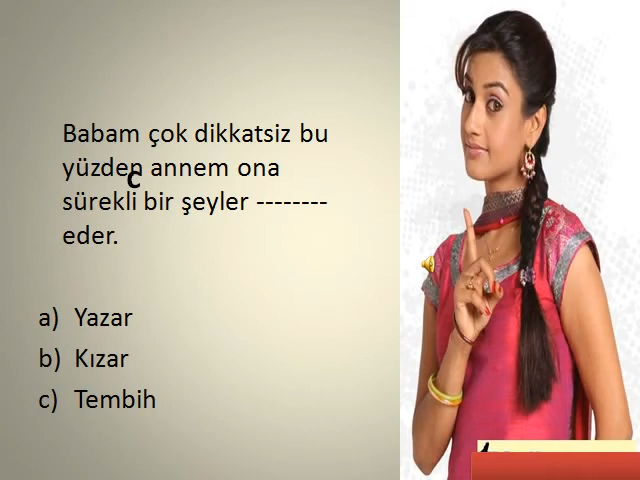 Babam çok dikkatsiz bu
yüzden annem ona
c
sürekli bir şeyler --------
eder.
a) Yazar
b) Kızar
c) Tembih